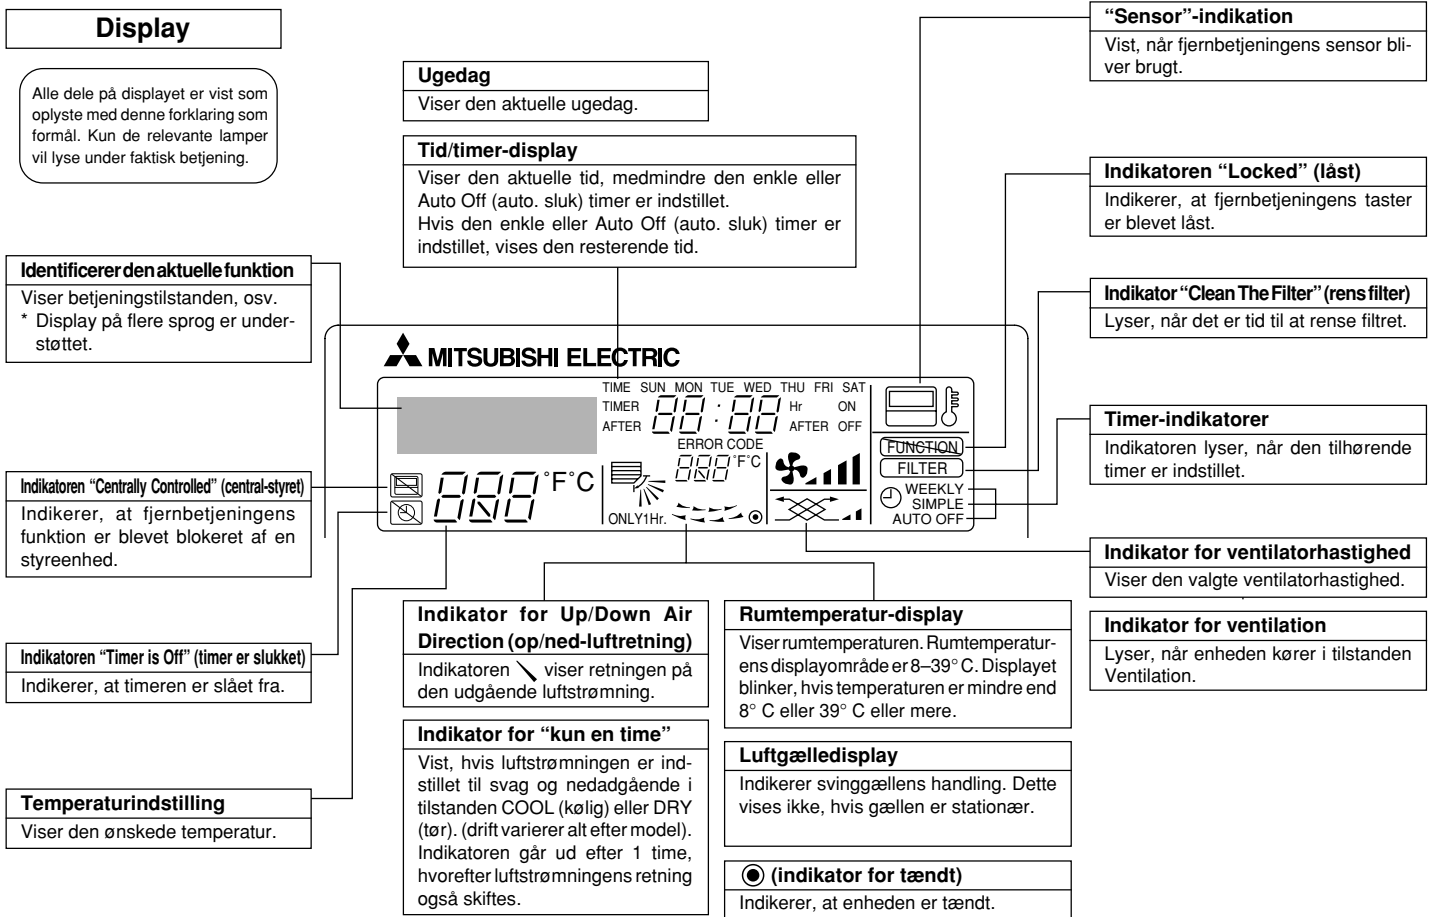 Display
Alle dele på displayet er vist som
oplyste med denne forklaring som
formål. Kun de relevante lamper
vil lyse under faktisk betjening.
Identificerer den aktuelle funktion
Viser betjeningstilstanden, osv.
* Display på flere sprog er under-
støttet.
Indikatoren “Centrally Controlled” (central-styret)
Indikerer, at fjernbetjeningens
funktion er blevet blokeret af en
styreenhed.
Indikatoren “Timer is Off” (timer er slukket)
Indikerer, at timeren er slået fra.
Temperaturindstilling
Viser den ønskede temperatur.
Ugedag
Viser den aktuelle ugedag.
Tid/timer-display
Viser den aktuelle tid, medmindre den enkle eller
Auto Off (auto. sluk) timer er indstillet.
Hvis den enkle eller Auto Off (auto. sluk) timer er
indstillet, vises den resterende tid.
MITSUBISHI ELECTRIC
TIME SUN MON TUE WED THU FRI SAT
TIMER 88:88 Hr ON
AFTER AFTER OFF
ERROR CODE
888°F°C
888°F°C
ONLY1Hr.
FUNCTION
FILTER
WEEKLY
SIMPLE
AUTO OFF
Indikator for Up/Down Air
Direction (op/ned-luftretning)
Indikatoren viser retningen på
den udgående luftstrømning.
Indikator for “kun en time”
Vist, hvis luftstrømningen er ind-
stillet til svag og nedadgående i
tilstanden COOL (kølig) eller DRY
(tør). (drift varierer alt efter model).
Indikatoren går ud efter 1 time,
hvorefter luftstrømningens retning
også skiftes.
Rumtemperatur-display
Viser rumtemperaturen. Rumtemperatur-
ens displayområde er 8–39° C. Displayet
blinker, hvis temperaturen er mindre end
8° C eller 39° C eller mere.
Luftgælledisplay
Indikerer svinggællens handling. Dette
vises ikke, hvis gællen er stationær.
(indikator for tændt)
Indikerer, at enheden er tændt.
“Sensor”-indikation
Vist, når fjernbetjeningens sensor bli-
ver brugt.
Indikatoren “Locked” (låst)
Indikerer, at fjernbetjeningens taster
er blevet låst.
Indikator “Clean The Filter” (rens filter)
Lyser, når det er tid til at rense filtret.
Timer-indikatorer
Indikatoren lyser, når den tilhørende
timer er indstillet.
Indikator for ventilatorhastighed
Viser den valgte ventilatorhastighed.
Indikator for ventilation
Lyser, når enheden kører i tilstanden
Ventilation.